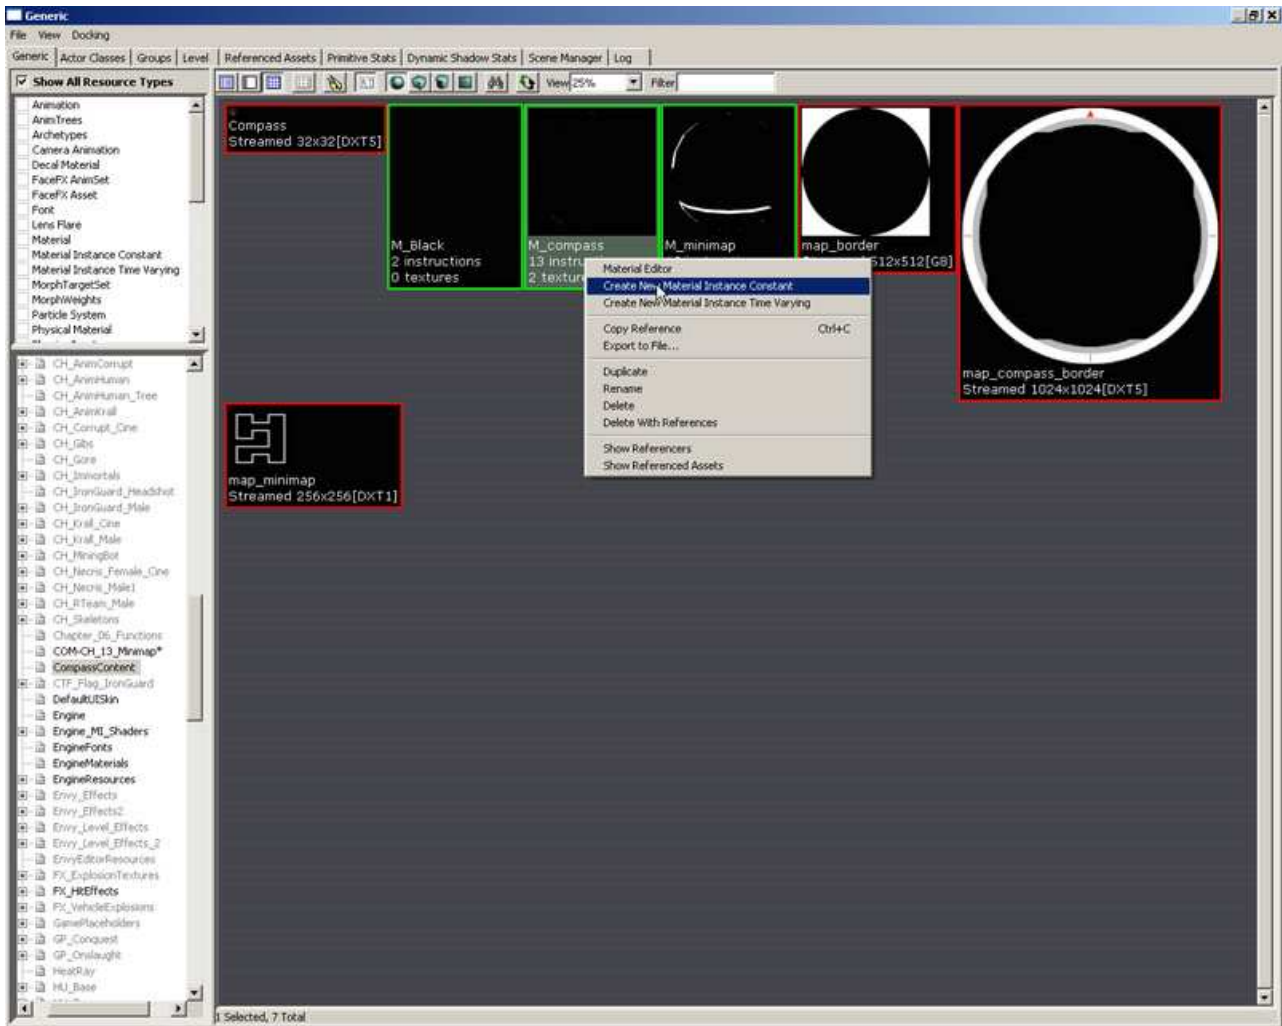 Generic
File View Docking
Generic Actor Classes Groups Level Referenced Assets Primitive Stats Dynamic Shadow Stats Scene Manager Log
Show All Resource Types
View 25% Filter
Animation
AnimTrees
Archetypes
Camera Animation
Decal Material
FaceFX AnimSet
FaceFX Asset
Font
Lens Flare
Material
Material Instance Constant
Material Instance Time Varying
MorphTargetSet
MorphWeights
Particle System
Physical Material
CH_AnimCorrupt
CH_AnimHuman
CH_AnimHuman_Tree
CH_AnimKrall
CH_Corrupt_Cine
CH_Gibs
CH_Gore
CH_Immortals
CH_IronGuard_Headshot
CH_IronGuard_Male
CH_Krall_Cine
CH_Krall_Male
CH_MiningBot
CH_Necris_Female_Cine
CH_Necris_Male1
CH_RTeam_Male
CH_Skeletons
Chapter_06_Functions
COM-CH_13_Minimap*
CompassContent
CTF_Flag_IronGuard
DefaultUISkin
Engine
Engine_MI_Shaders
EngineFonts
EngineMaterials
EngineResources
Envy_Effects
Envy_Effects2
Envy_Level_Effects
Envy_Level_Effects_2
EnvyEditorResources
FX_ExplosionTextures
FX_HitEffects
FX_VehicleExplosions
GamePlaceholders
GP_Conquest
GP_Onslaught
HeatRay
HU_Base
Compass
Streamed 32x32[DXT5]
M_Black
2 instructions
0 textures
M_compass
13 instru
2 textur
M_minimap
map_border
512x512[G8]
map_compass_border
Streamed 1024x1024[DXT5]
map_minimap
Streamed 256x256[DXT1]
Material Editor
Create New Material Instance Constant
Create New Material Instance Time Varying
Copy Reference Ctrl+C
Export to File...
Duplicate
Rename
Delete
Delete With References
Show Referencers
Show Referenced Assets
1 Selected, 7 Total